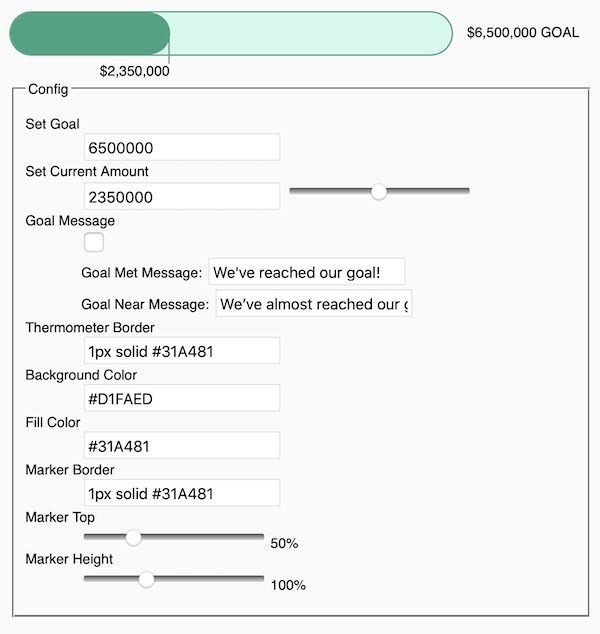 $6,500,000 GOAL
$2,350,000
Config
Set Goal
6500000
Set Current Amount
2350000
Goal Message
Goal Met Message: We've reached our goal!
Goal Near Message: We’ve almost reached our
Thermometer Border
1px solid #31A481
Background Color
#D1FAED
Fill Color
#31A481
Marker Border
1px solid #31A481
Marker Top
50%
Marker Height
100%